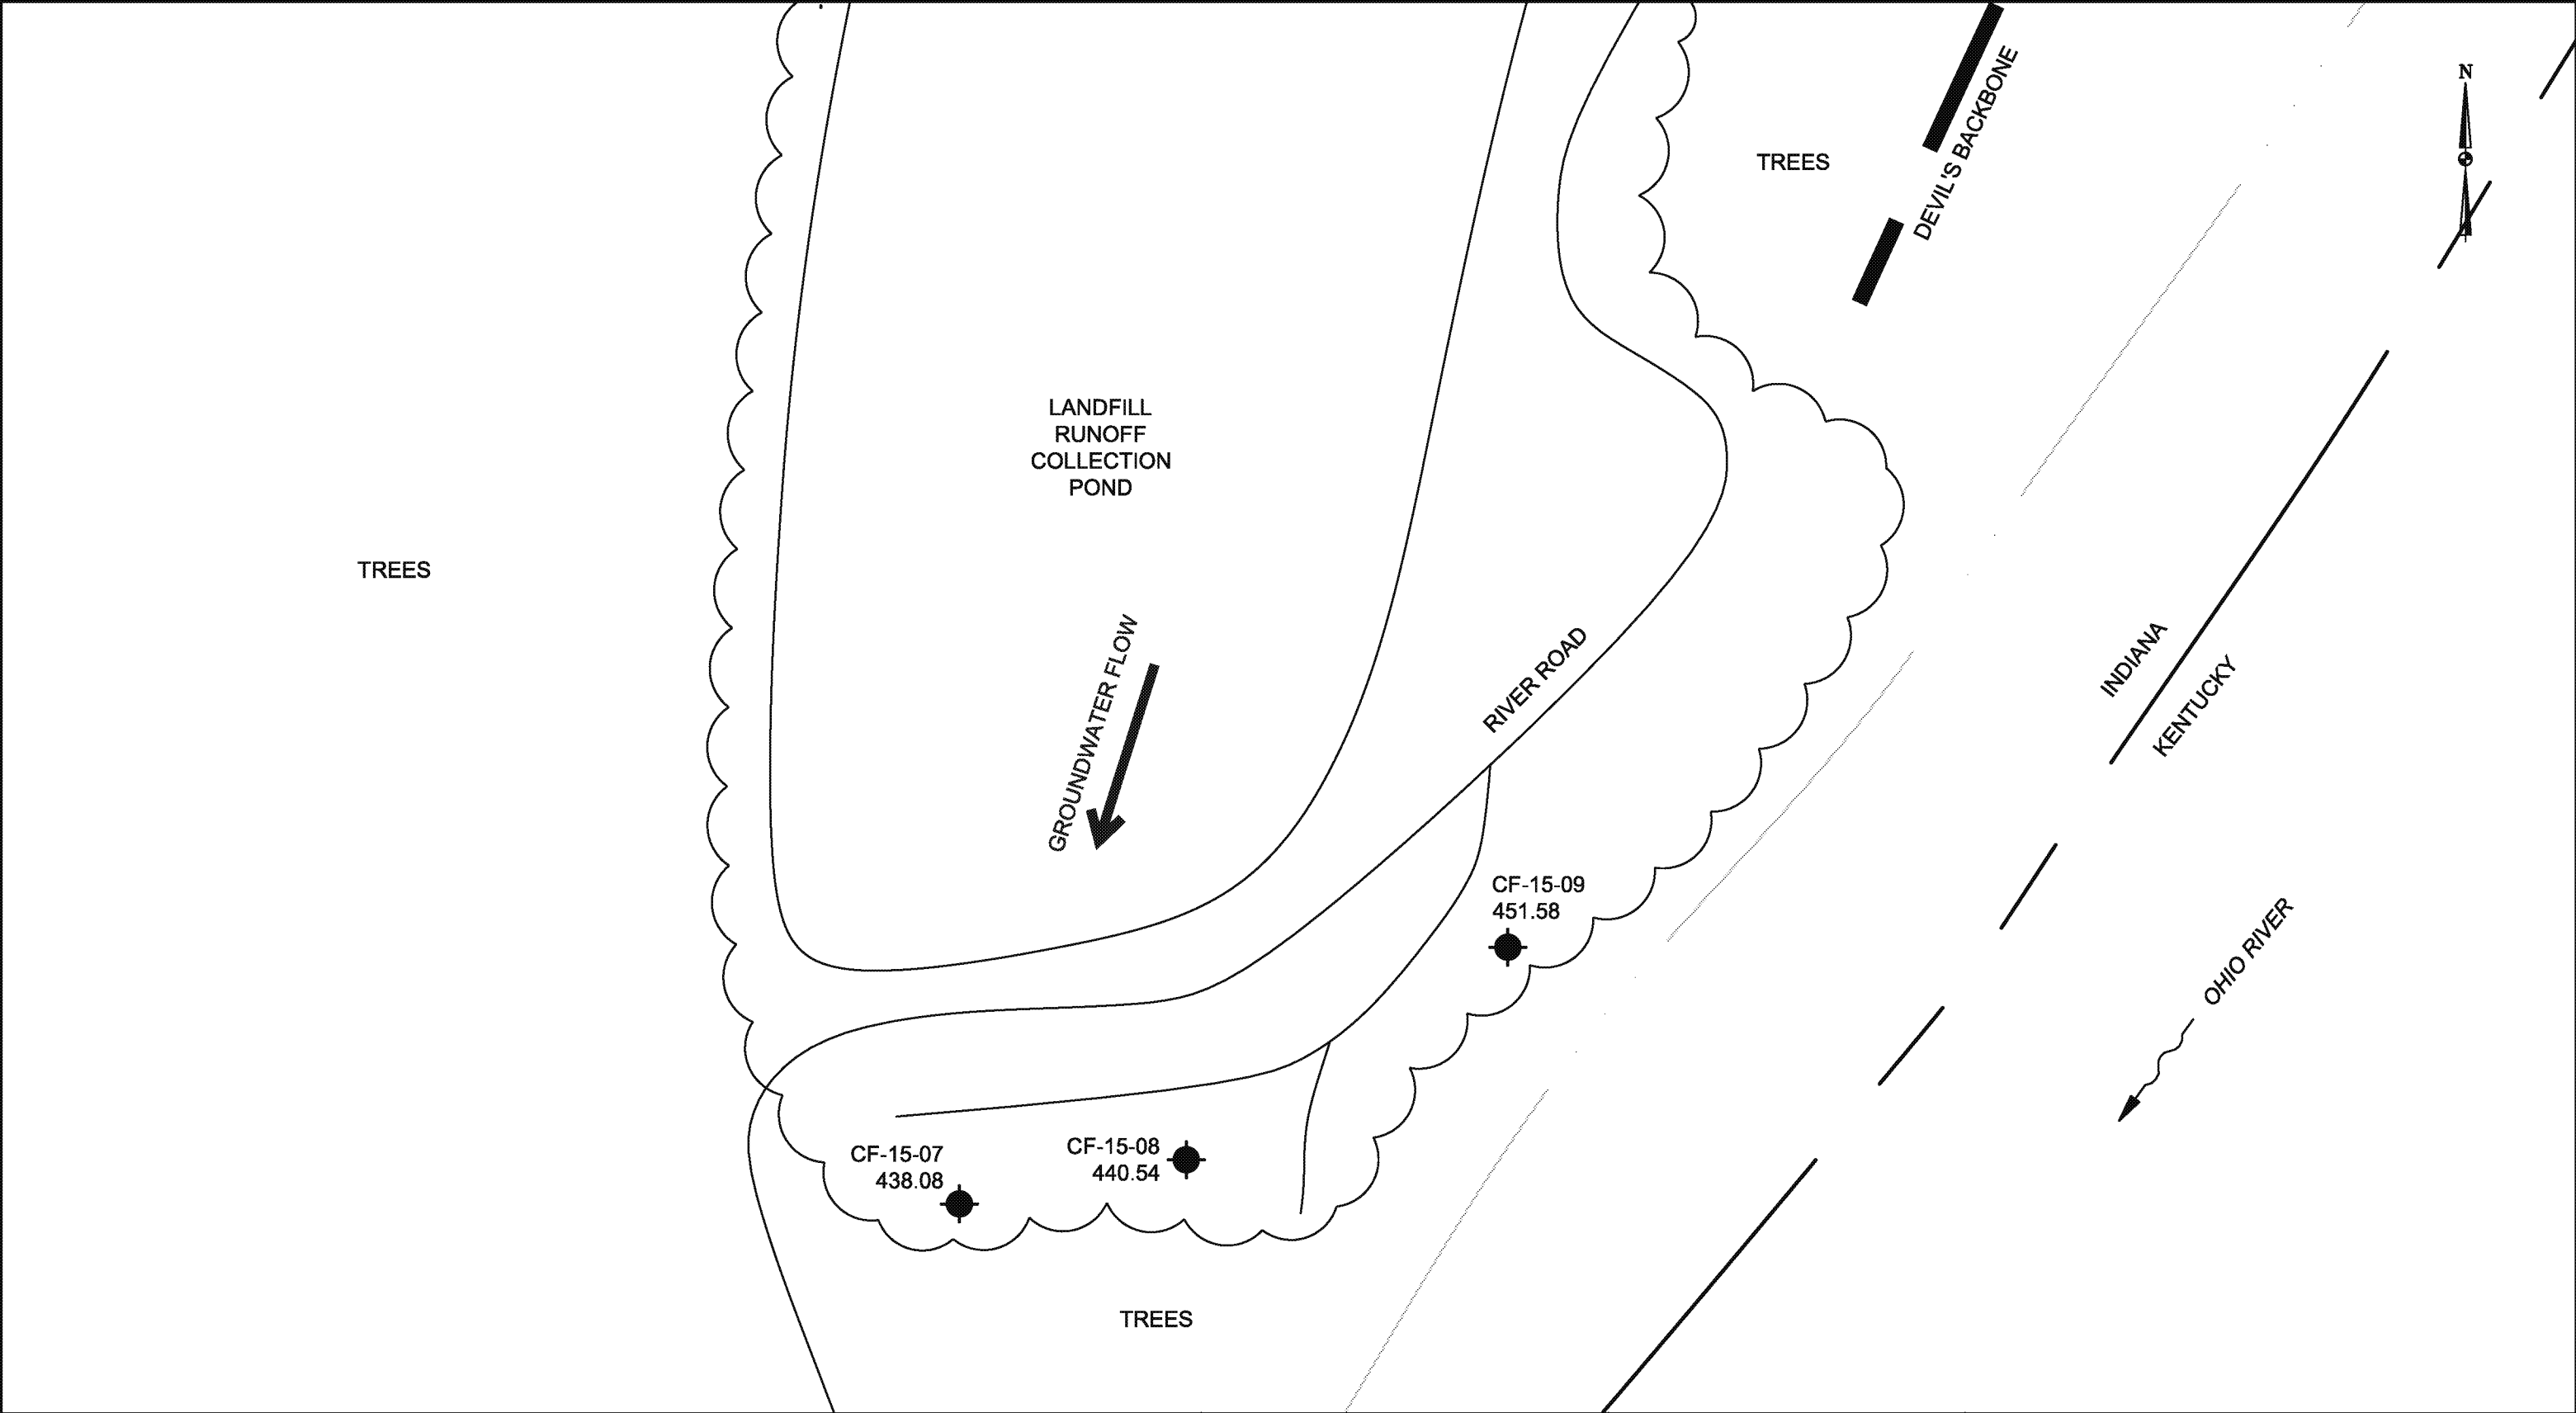 N
TREES
DEVIL'S BACKBONE
LANDFILL
RUNOFF
COLLECTION
POND
TREES
GROUNDWATER FLOW
RIVER ROAD
INDIANA
KENTUCKY
CF-15-09
451.58
OHIO RIVER
CF-15-07
438.08
CF-15-08
440.54
TREES